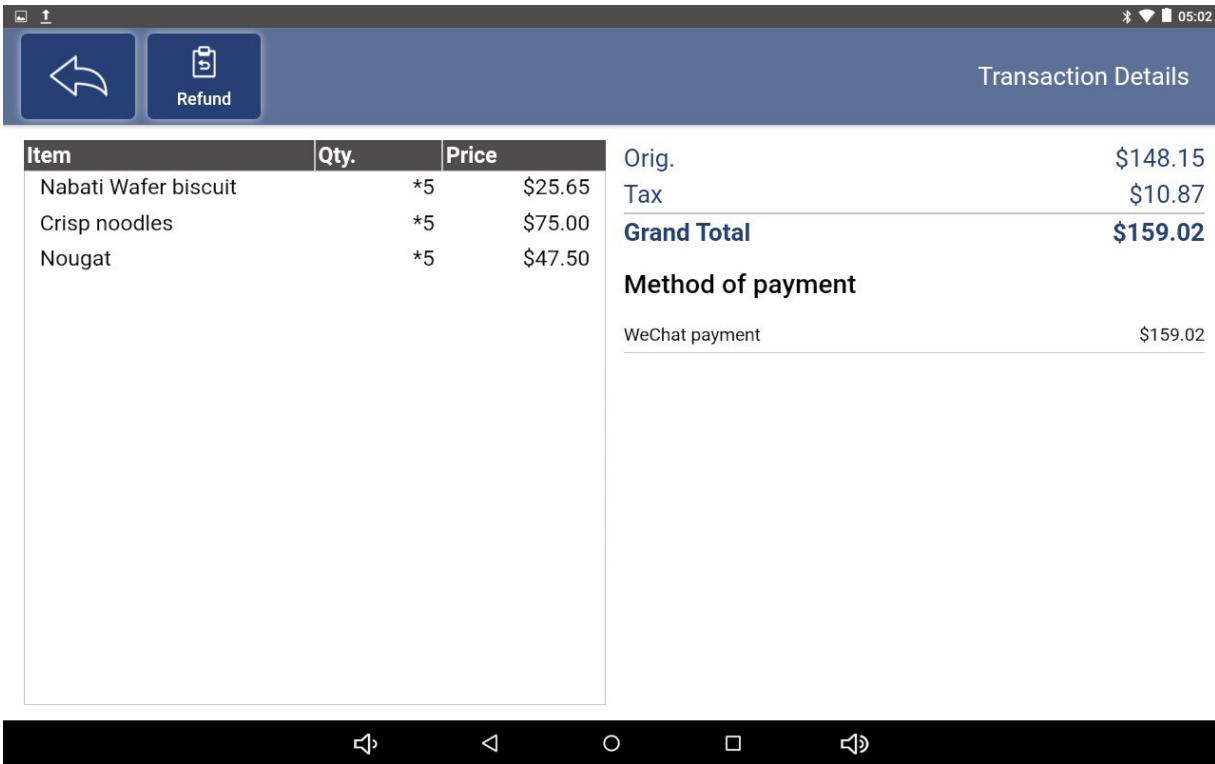 05:02
Refund
Transaction Details
Item Qty. Price
Nabati Wafer biscuit *5 $25.65
Crisp noodles *5 $75.00
Nougat *5 $47.50
Orig. $148.15
Tax $10.87
Grand Total $159.02
Method of payment
WeChat payment $159.02